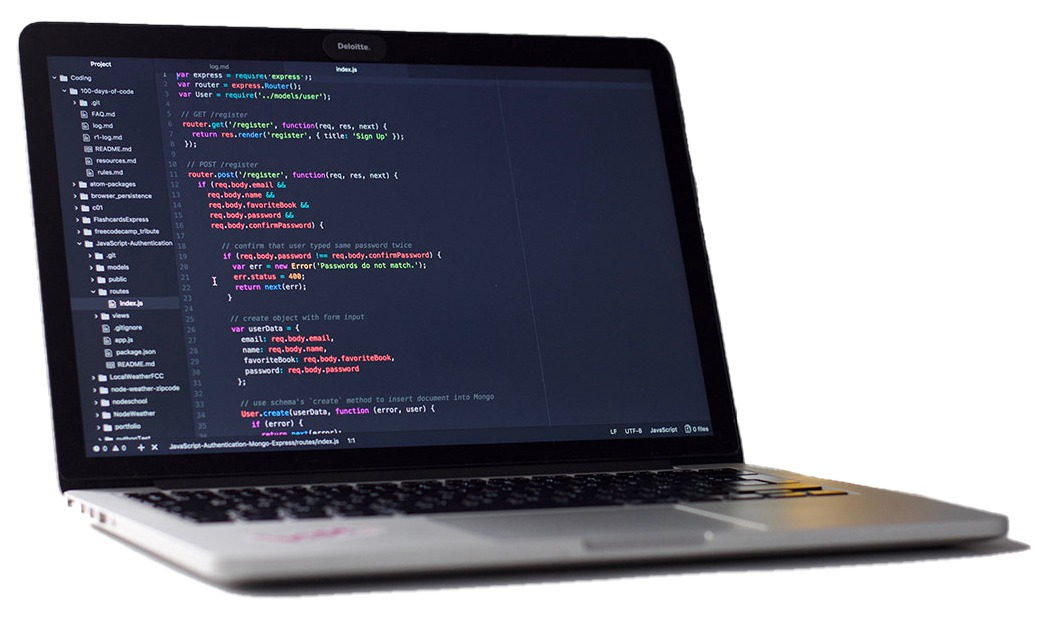 Deloitte.
Project
Coding
100-days-of-code
.git
FAQ.md
log.md
r1-log.md
README.md
resources.md
rules.md
atom-packages
browser_persistence
c01
FlashcardsExpress
freecodecamp_tribute
JavaScript-Authentication
.git
models
public
routes
index.js
views
.gitignore
app.js
package.json
README.md
LocalWeatherFCC
node-weather-zipcode
nodeschool
NodeWeather
portfolio
pythonTest
log.md
index.js
1 var express = require('express');
2 var router = express.Router();
3 var User = require('../models/user');
4
5 // GET /register
6 router.get('/register', function(req, res, next) {
7 return res.render('register', { title: 'Sign Up' });
8 });
9
10 // POST /register
11 router.post('/register', function(req, res, next) {
12 if (req.body.email &&
13 req.body.name &&
14 req.body.favoriteBook &&
15 req.body.password &&
16 req.body.confirmPassword) {
17
18 // confirm that user typed same password twice
19 if (req.body.password !== req.body.confirmPassword) {
20 var err = new Error('Passwords do not match.');
21 err.status = 400;
22 return next(err);
23 }
24
25 // create object with form input
26 var userData = {
27 email: req.body.email,
28 name: req.body.name,
29 favoriteBook: req.body.favoriteBook,
30 password: req.body.password
31 };
32
33 // use schema's `create` method to insert document into Mongo
34 User.create(userData, function (error, user) {
35 if (error) {
36 return next(error);
0 0 JavaScript-Authentication-Mongo-Express/routes/index.js 1:1
LF UTF-8 JavaScript 0 files